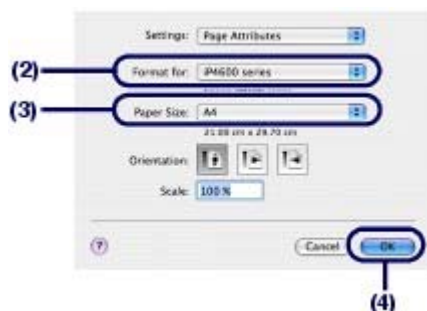 Settings: Page Attributes
(2) Format for: iP4600 series
(3) Paper Size: A4
21.00 cm x 29.70 cm
Orientation:
Scale: 100 %
? Cancel OK
(4)